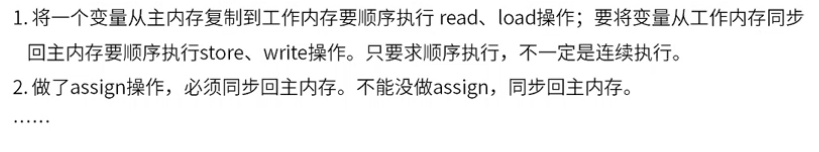 1. 将一个变量从主内存复制到工作内存要顺序执行 read、load操作；要将变量从工作内存同步
回主内存要顺序执行store、write操作。只要求顺序执行，不一定是连续执行。
2. 做了assign操作，必须同步回主内存。不能没做assign，同步回主内存。
......